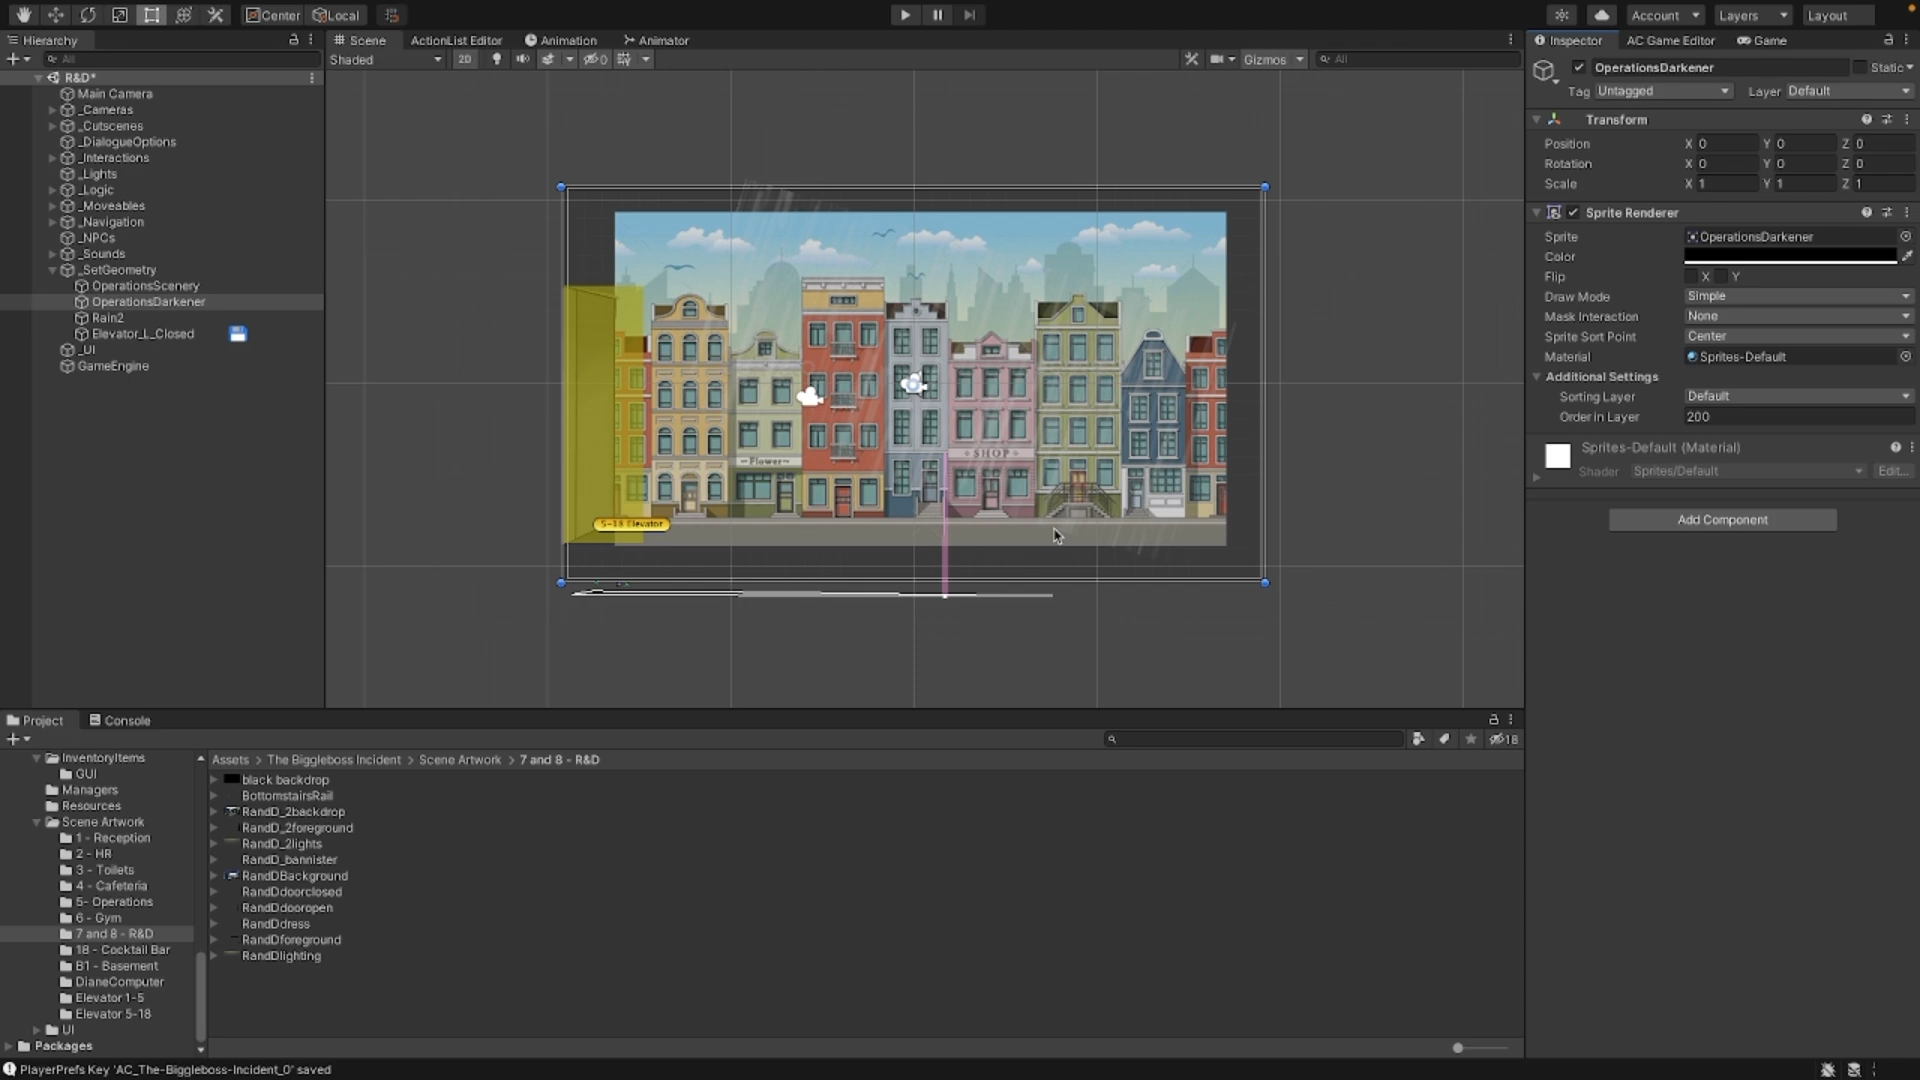 Center
Local
Account
Layers
Layout
Hierarchy
All
R&D*
Main Camera
_Cameras
_Cutscenes
_DialogueOptions
_Interactions
_Lights
_Logic
_Moveables
_Navigation
_NPCs
_Sounds
_SetGeometry
OperationsScenery
OperationsDarkener
Rain2
Elevator_L_Closed
_UI
GameEngine
Scene
ActionList Editor
Animation
Animator
Shaded
2D
0
Gizmos
All
Flower
SHOP
5-18 Elevator
Inspector
AC Game Editor
Game
OperationsDarkener
Static
Tag Untagged
Layer Default
Transform
Position X 0 Y 0 Z 0
Rotation X 0 Y 0 Z 0
Scale X 1 Y 1 Z 1
Sprite Renderer
Sprite OperationsDarkener
Color
Flip X Y
Draw Mode Simple
Mask Interaction None
Sprite Sort Point Center
Material Sprites-Default
Additional Settings
Sorting Layer Default
Order in Layer 200
Sprites-Default (Material)
Shader Sprites/Default Edit...
Add Component
Project
Console
18
InventoryItems
GUI
Managers
Resources
Scene Artwork
1 - Reception
2 - HR
3 - Toilets
4 - Cafeteria
5- Operations
6 - Gym
7 and 8 - R&D
18 - Cocktail Bar
B1 - Basement
DianeComputer
Elevator 1-5
Elevator 5-18
UI
Packages
Assets > The Biggleboss Incident > Scene Artwork > 7 and 8 - R&D
black backdrop
BottomstairsRail
RandD_2backdrop
RandD_2foreground
RandD_2lights
RandD_bannister
RandDBackground
RandDdoorclosed
RandDdooropen
RandDdress
RandDforeground
RandDlighting
PlayerPrefs Key 'AC_The-Biggleboss-Incident_0' saved